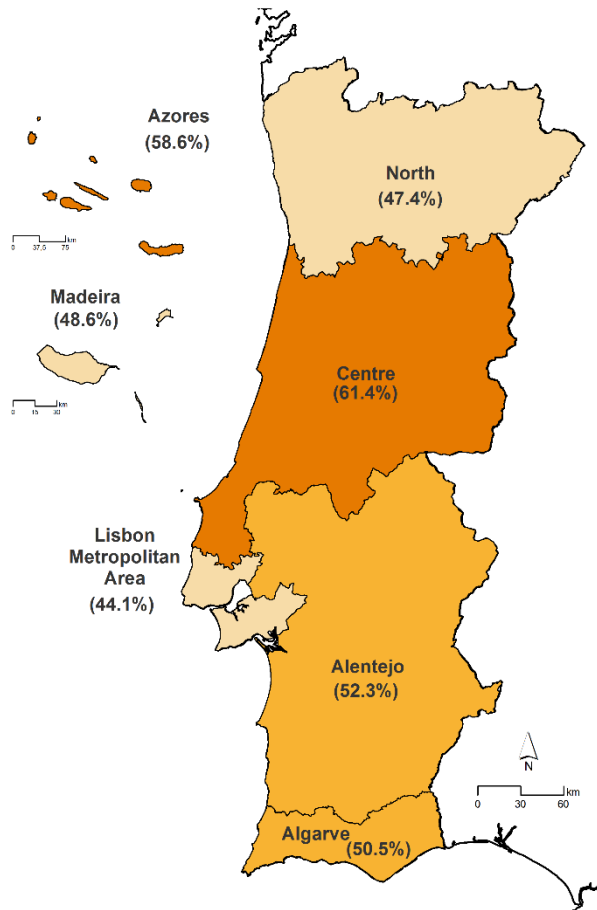 Azores
(58.6%)
North
(47.4%)
0 37,5 75 km
Madeira
(48.6%)
Centre
(61.4%)
0 15 30 km
Lisbon
Metropolitan
Area
(44.1%)
Alentejo
(52.3%)
N
km
0 30 60
Algarve (50.5%)